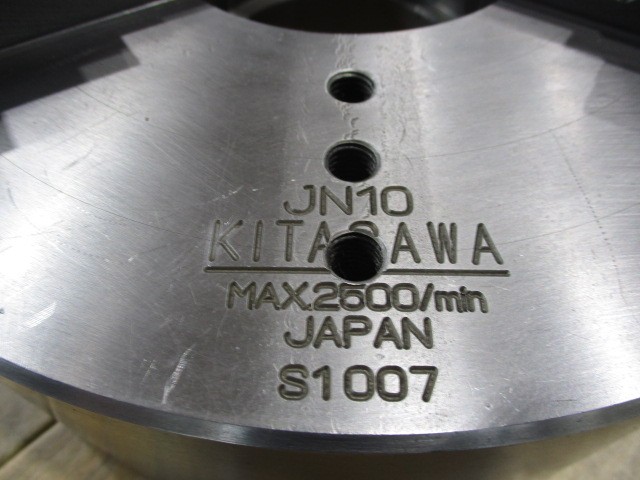 JN10
KITAGAWA
MAX.2500/min
JAPAN
S1007